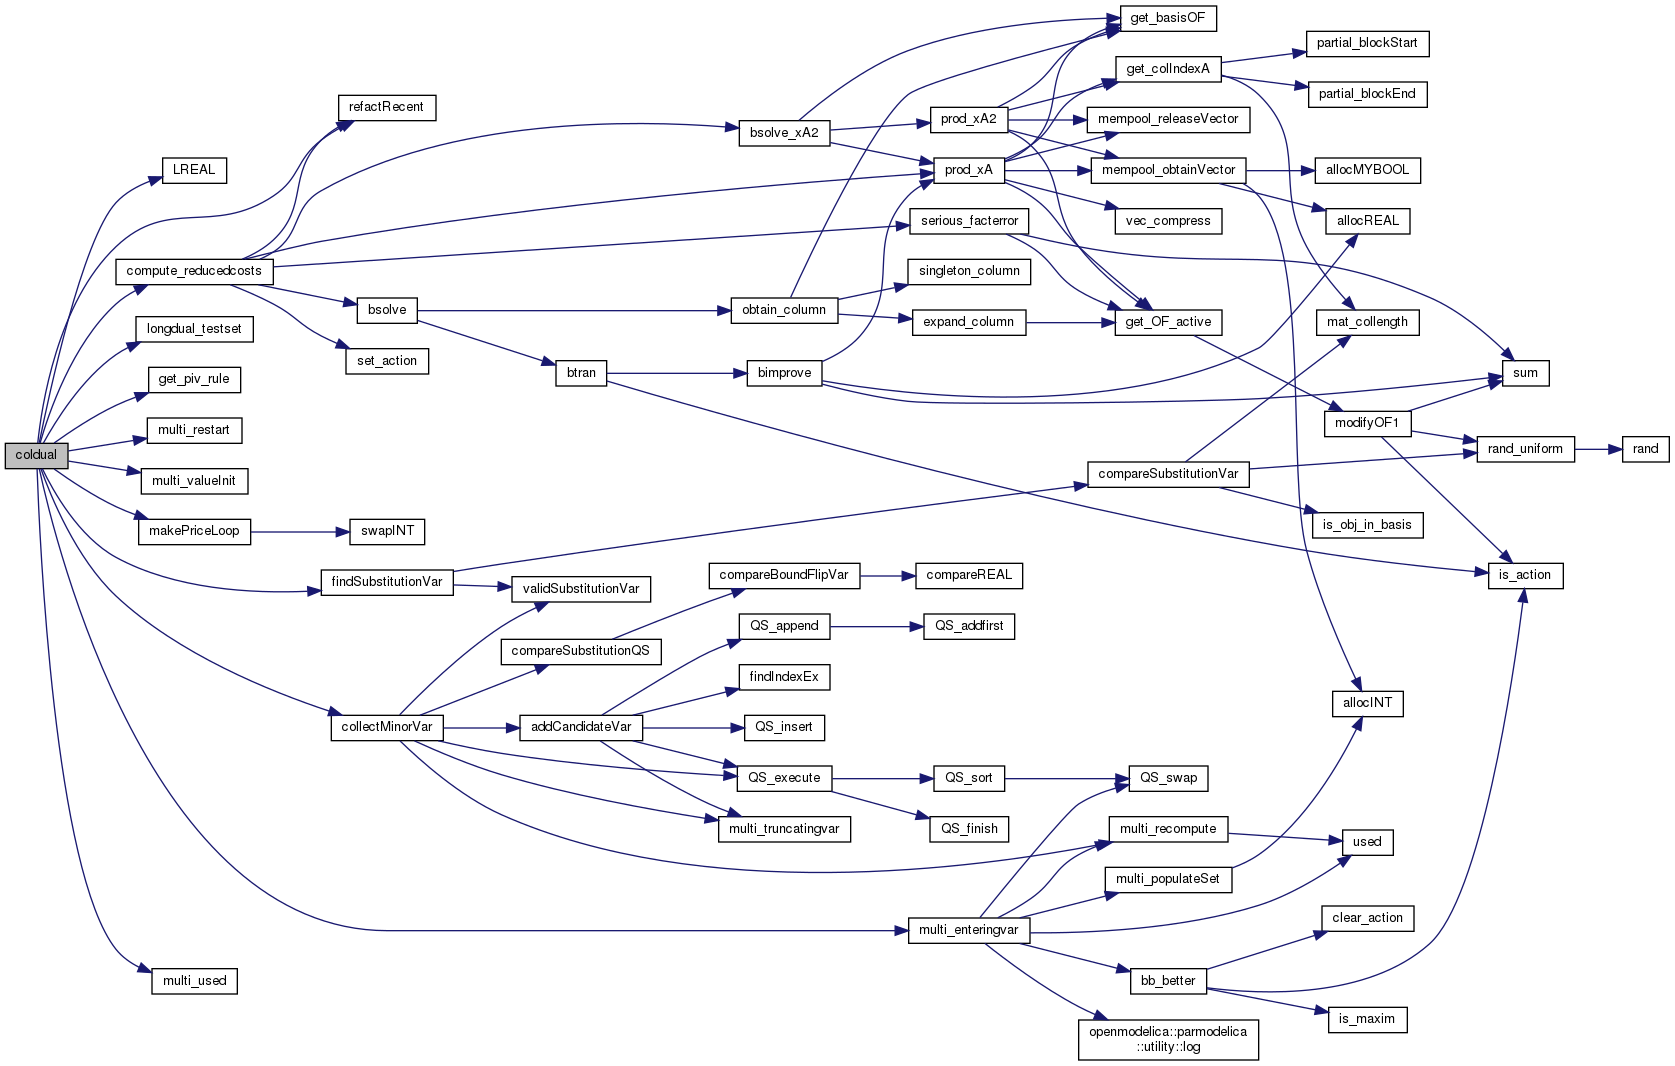 get_basisOF
partial_blockStart
get_colIndexA
partial_blockEnd
refactRecent
prod_xA2
mempool_releaseVector
bsolve_xA2
LREAL
prod_xA
mempool_obtainVector
allocMYBOOL
serious_facterror
vec_compress
allocREAL
compute_reducedcosts
singleton_column
bsolve
obtain_column
expand_column
get_OF_active
mat_collength
longdual_testset
set_action
get_piv_rule
btran
bimprove
sum
multi_restart
modifyOF1
coldual
rand_uniform
rand
multi_valueInit
compareSubstitutionVar
makePriceLoop
swapINT
is_obj_in_basis
findSubstitutionVar
validSubstitutionVar
compareBoundFlipVar
compareREAL
is_action
QS_append
QS_addfirst
compareSubstitutionQS
findIndexEx
allocINT
collectMinorVar
addCandidateVar
QS_insert
QS_execute
QS_sort
QS_swap
multi_truncatingvar
QS_finish
multi_recompute
used
multi_populateSet
clear_action
multi_enteringvar
multi_used
bb_better
is_maxim
openmodelica::parmodelica
::utility::log